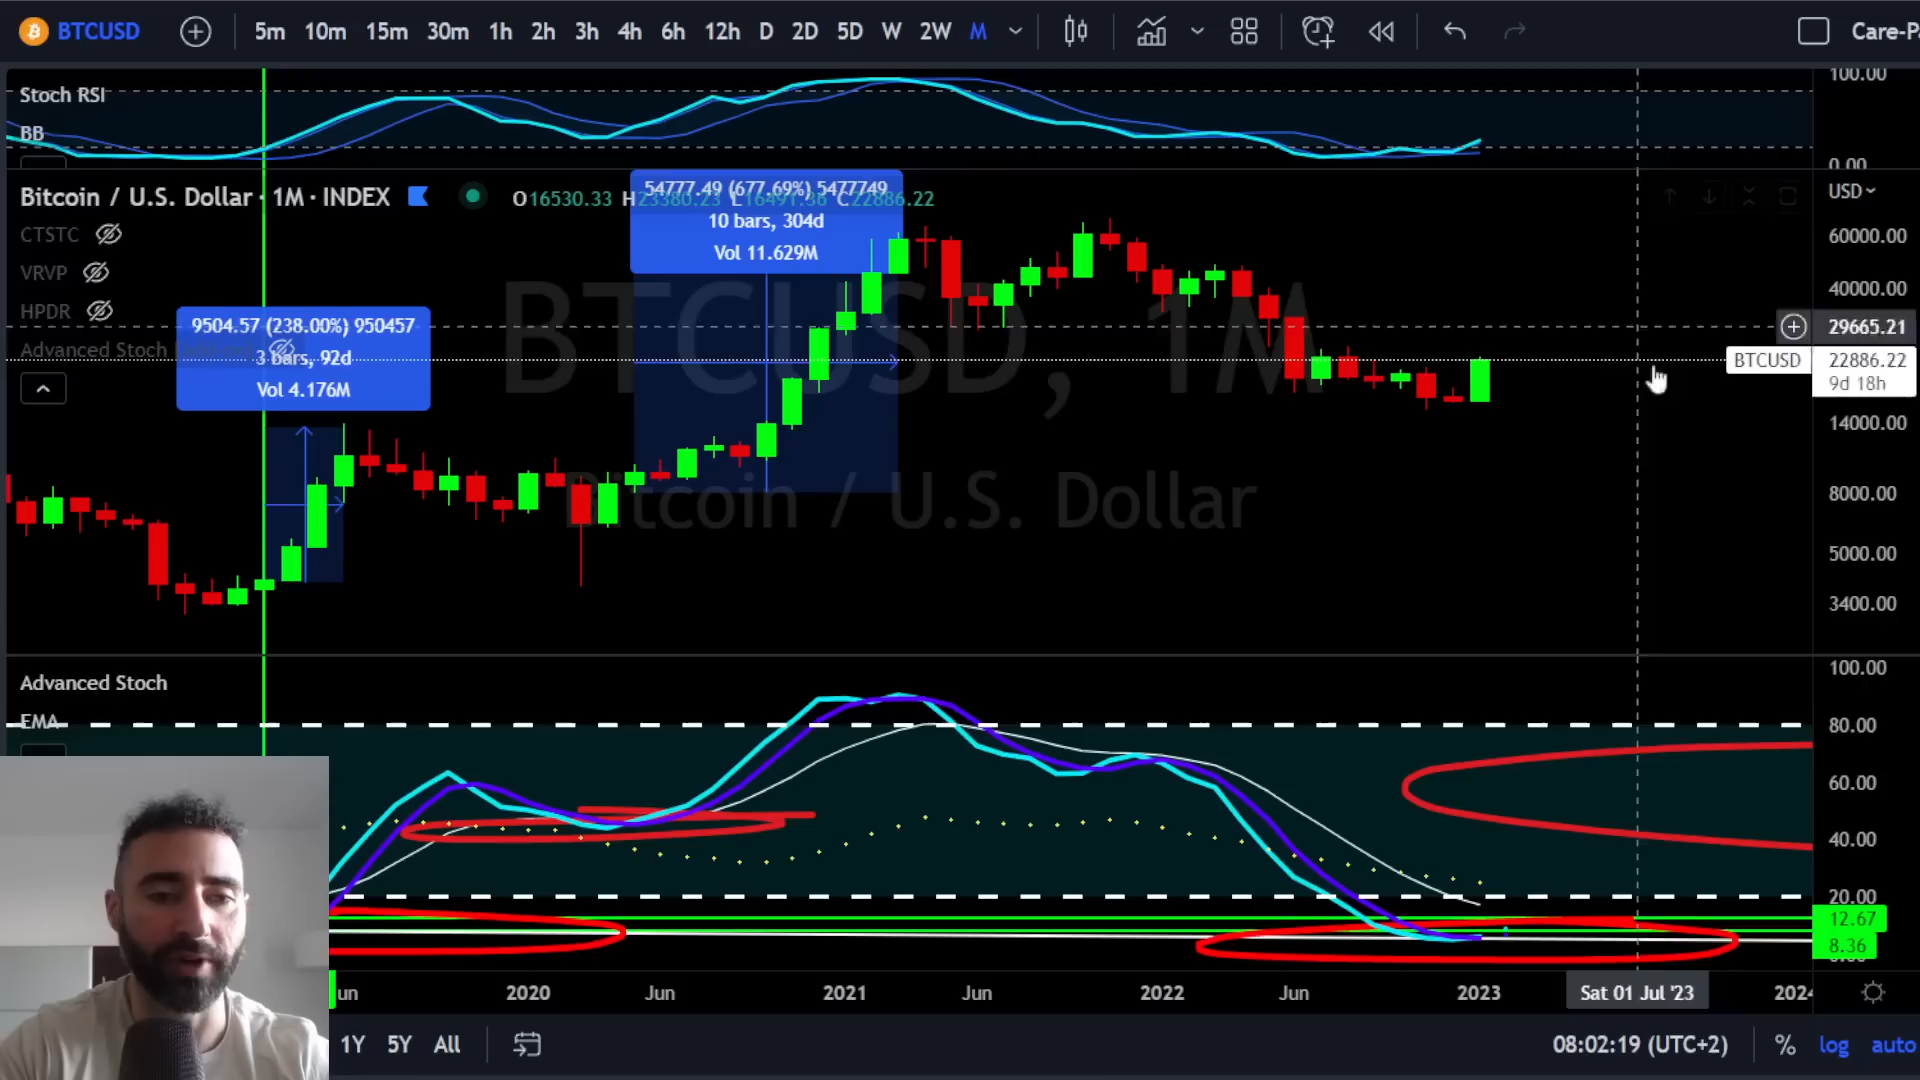 BTCUSD 5m 10m 15m 30m 1h 2h 3h 4h 6h 12h D 2D 5D W 2W M
Stoch RSI
BB
100.00
0.00
Bitcoin / U.S. Dollar · 1M · INDEX O16530.33 H23380.23 L16491.36 C22886.22
USD
CTSTC
VRVP
HPDR
Advanced Stoch
54777.49 (677.69%) 5477749
10 bars, 304d
Vol 11.629M
9504.57 (238.00%) 950457
3 bars, 92d
Vol 4.176M
BTCUSD, 1M
Bitcoin / U.S. Dollar
60000.00
40000.00
29665.21
BTCUSD 22886.22
9d 18h
14000.00
8000.00
5000.00
3400.00
Advanced Stoch
EMA
100.00
80.00
60.00
40.00
20.00
12.67
8.36
2020 Jun 2021 Jun 2022 Jun 2023 Sat 01 Jul '23
1Y 5Y All 08:02:19 (UTC+2) % log auto